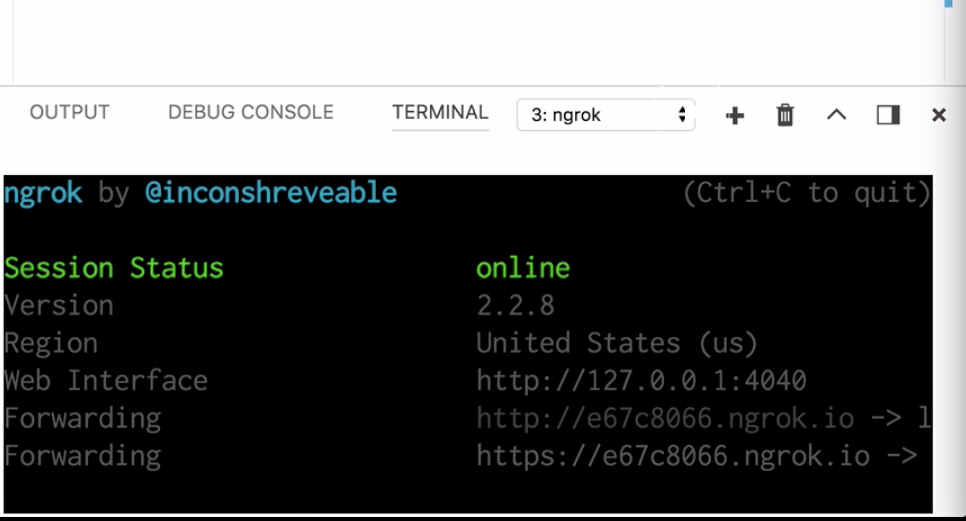 OUTPUT DEBUG CONSOLE TERMINAL 3: ngrok
ngrok by @inconshreveable (Ctrl+C to quit)
Session Status online
Version 2.2.8
Region United States (us)
Web Interface http://127.0.0.1:4040
Forwarding http://e67c8066.ngrok.io -> l
Forwarding https://e67c8066.ngrok.io ->